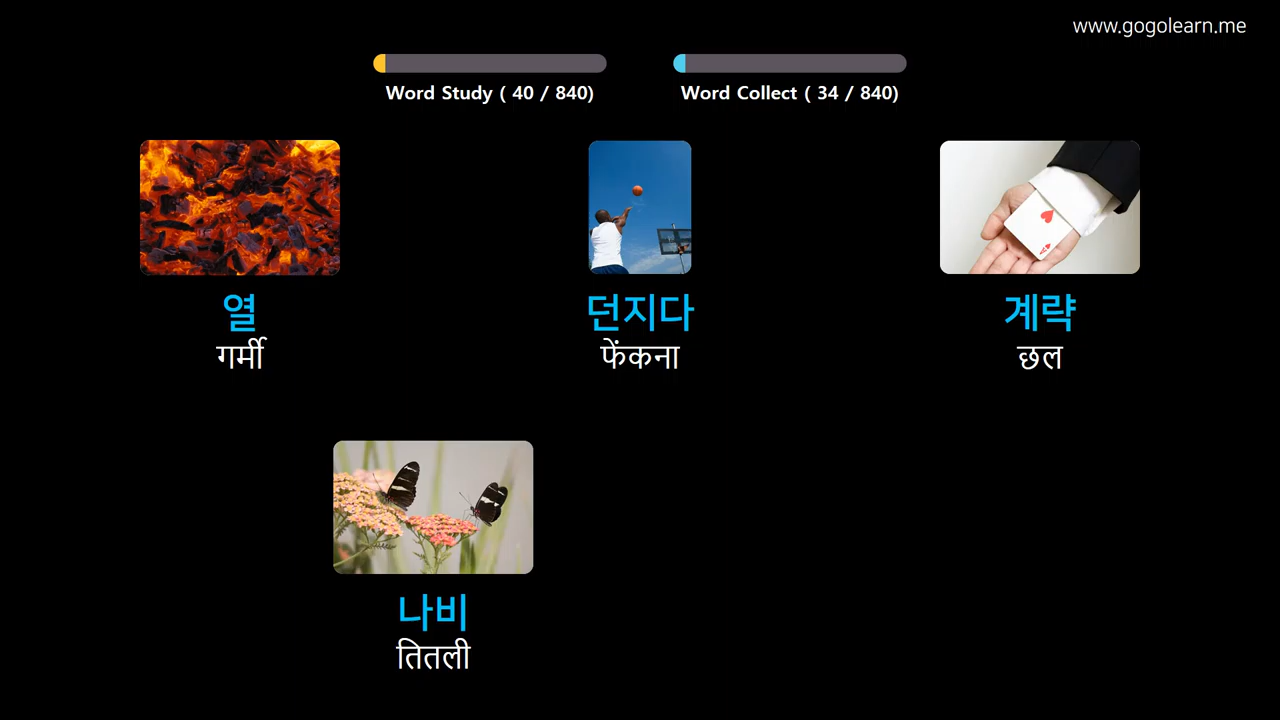 www.gogolearn.me
Word Study ( 40 / 840)
Word Collect ( 34 / 840)
열
गर्मी
던지다
फेंकना
계략
छल
나비
तितली